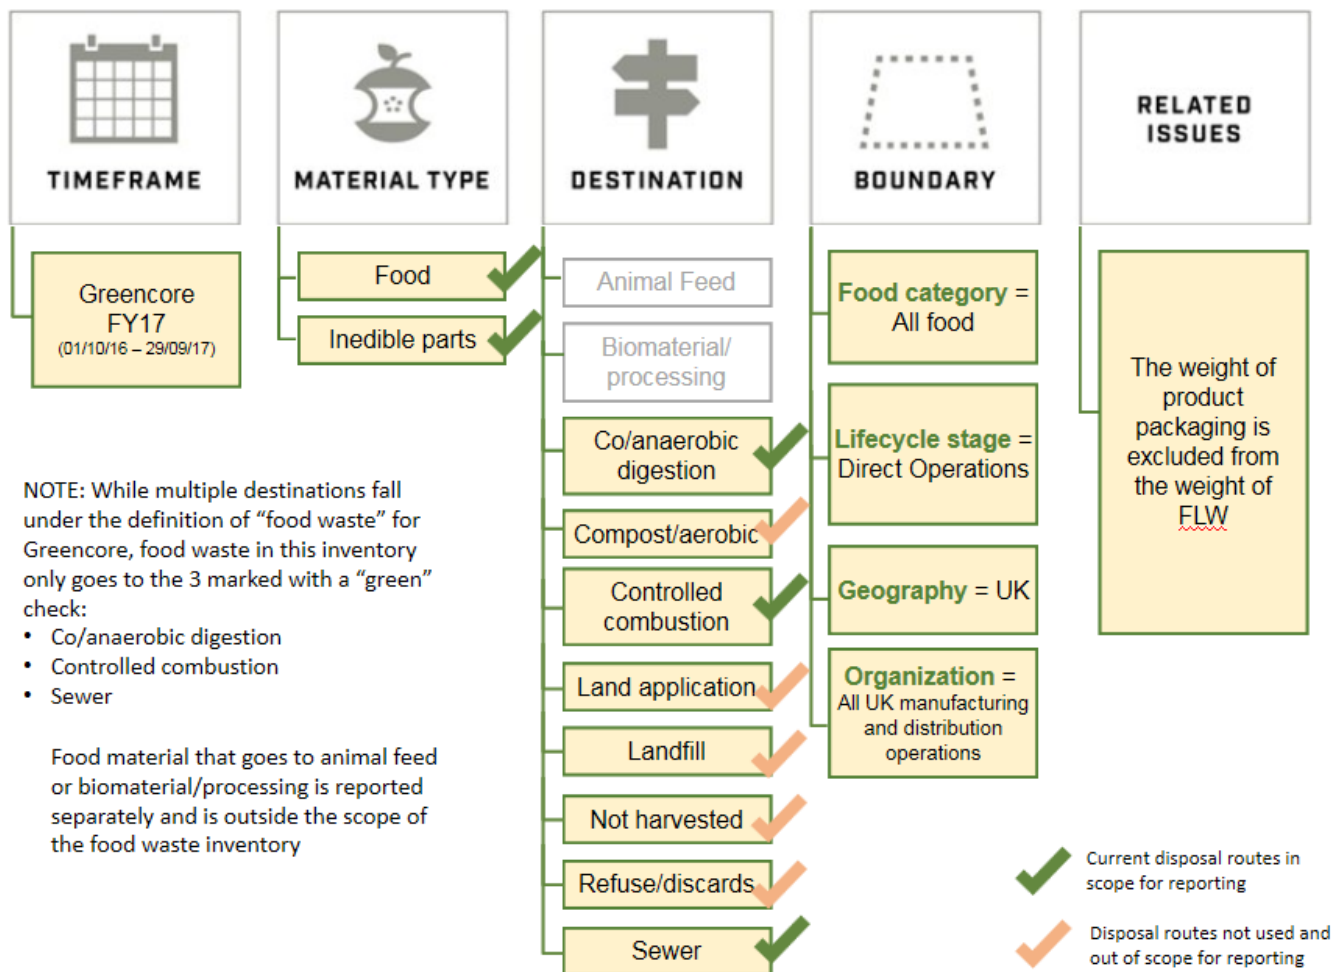 TIMEFRAME
MATERIAL TYPE
DESTINATION
BOUNDARY
RELATED
ISSUES
Greencore
FY17
(01/10/16 – 29/09/17)
Food
Inedible parts
Animal Feed
Biomaterial/
processing
Co/anaerobic
digestion
Compost/aerobic
Controlled
combustion
Land application
Landfill
Not harvested
Refuse/discards
Sewer
Food category =
All food
Lifecycle stage =
Direct Operations
Geography = UK
Organization =
All UK manufacturing
and distribution
operations
The weight of
product
packaging is
excluded from
the weight of
FLW
NOTE: While multiple destinations fall
under the definition of “food waste” for
Greencore, food waste in this inventory
only goes to the 3 marked with a “green”
check:
• Co/anaerobic digestion
• Controlled combustion
• Sewer
Food material that goes to animal feed
or biomaterial/processing is reported
separately and is outside the scope of
the food waste inventory
Current disposal routes in
scope for reporting
Disposal routes not used and
out of scope for reporting